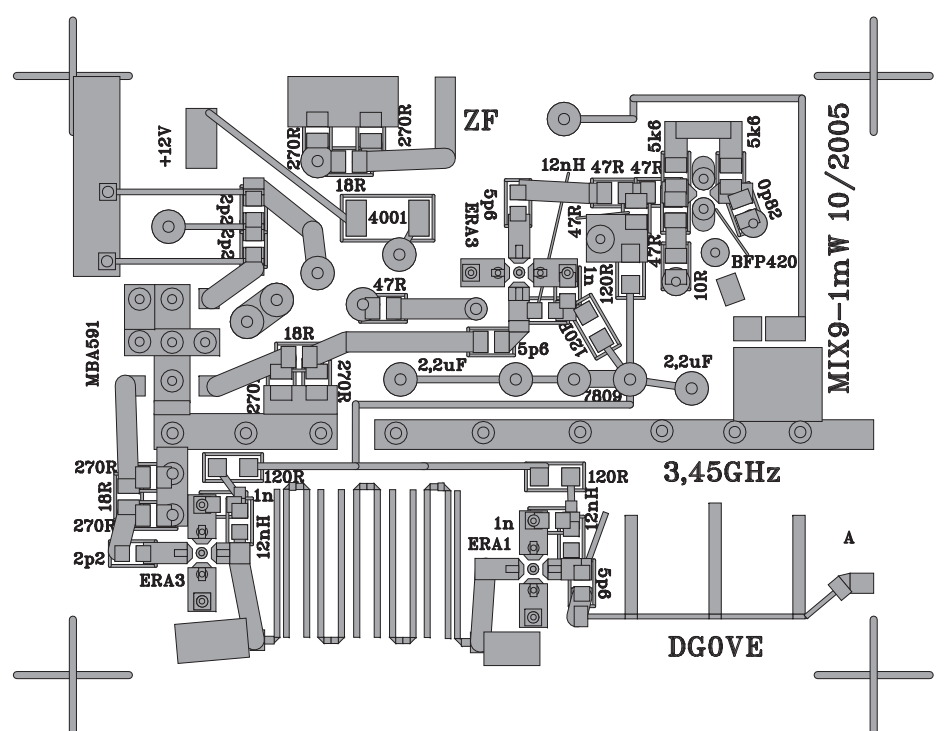 ZF
270R
270R
+12V
18R
4001
2p2
2p2
12nH
47R
47R
5k6
5k6
5p6
ERA3
47R
47R
0p82
BFP420
10R
1n
120R
120R
MIX9-1mW 10/2005
47R
MBA591
18R
5p6
270R
270R
2,2uF
2,2uF
7809
3,45GHz
270R
18R
270R
2p2
120R
1n
12nH
ERA3
120R
12nH
1n
ERA1
5p6
A
DG0VE